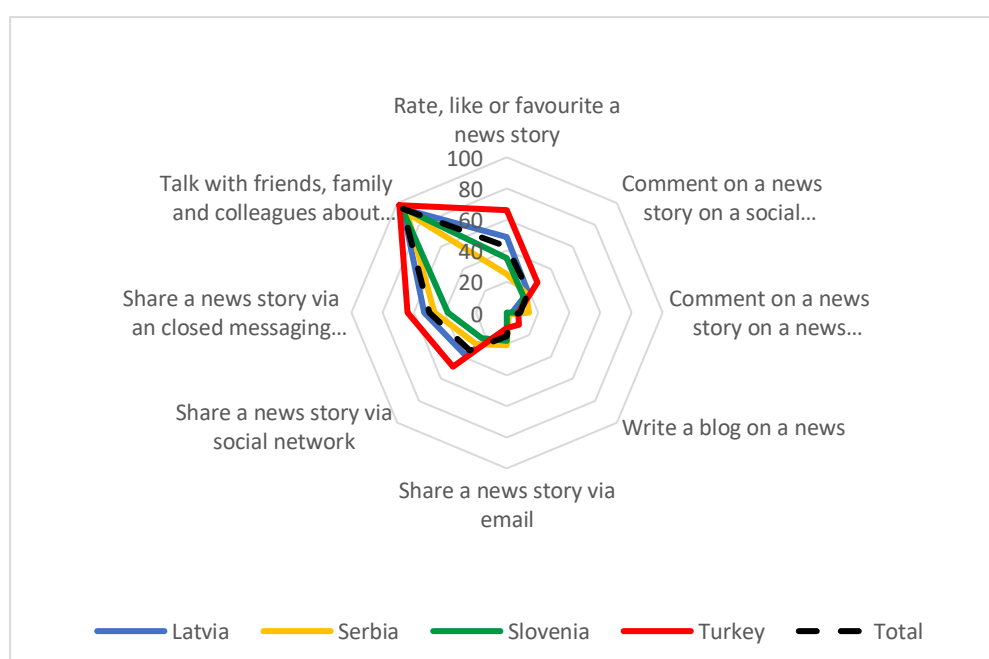 Rate, like or favourite a
news story
100
80
60
40
20
0
Comment on a news
story on a social...
Comment on a news
story on a news...
Write a blog on a news
Share a news story via
email
Share a news story via
social network
Share a news story via
an closed messaging...
Talk with friends, family
and colleagues about...
Latvia
Serbia
Slovenia
Turkey
Total